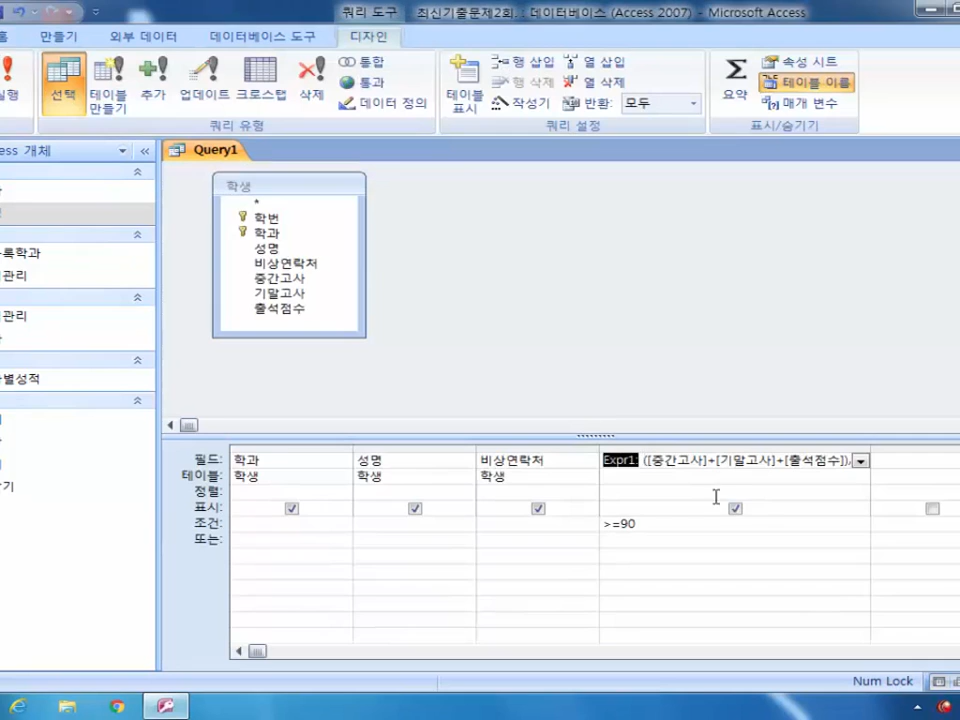 쿼리 도구
최신기출문제2회... : 데이터베이스 (Access 2007) - Microsoft Access
홈 만들기 외부 데이터 데이터베이스 도구 디자인
실행 선택 테이블 만들기 추가 업데이트 크로스탭 삭제
통합
통과
데이터 정의
쿼리 유형
테이블 표시
행 삽입
행 삭제
작성기
열 삽입
열 삭제
반환: 모두
쿼리 설정
요약
속성 시트
테이블 이름
매개 변수
표시/숨기기
ess 개체
Query1
록학과
관리
관리
별성적
기
학생
*
학번
학과
성명
비상연락처
중간고사
기말고사
출석점수
필드: 학과 성명 비상연락처 Expr1: ([중간고사]+[기말고사]+[출석점수])
테이블: 학생 학생 학생
정렬:
표시:
조건: >=90
또는:
Num Lock